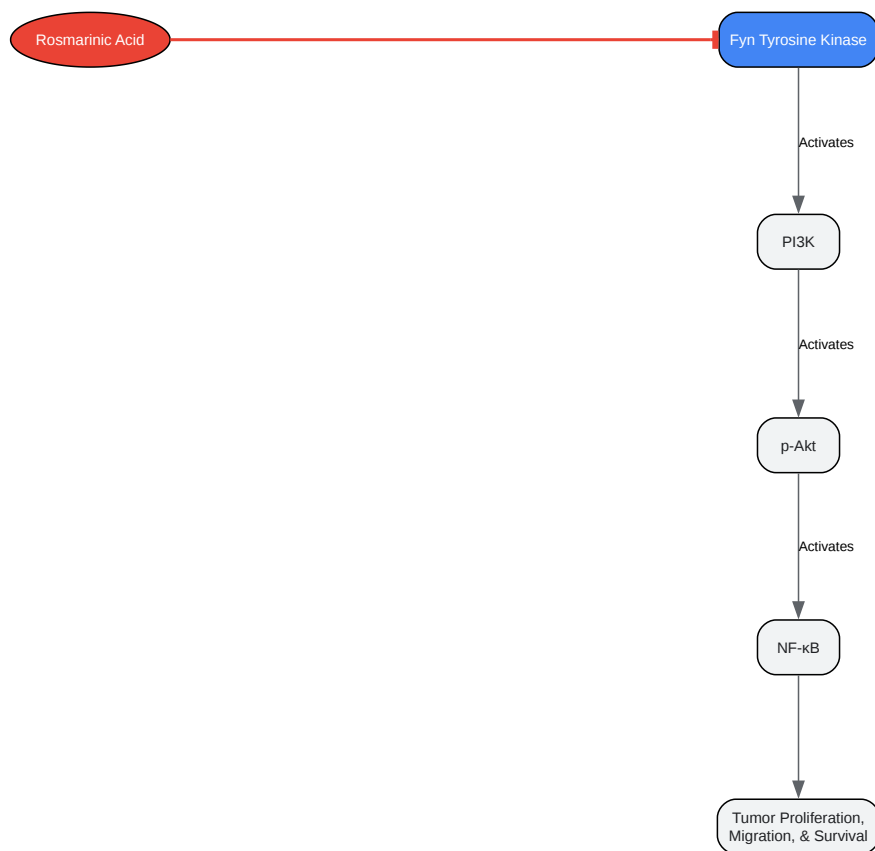 Rosmarinic Acid
Fyn Tyrosine Kinase
Activates
PI3K
Activates
p-Akt
Activates
NF-κB
Tumor Proliferation,
Migration, & Survival